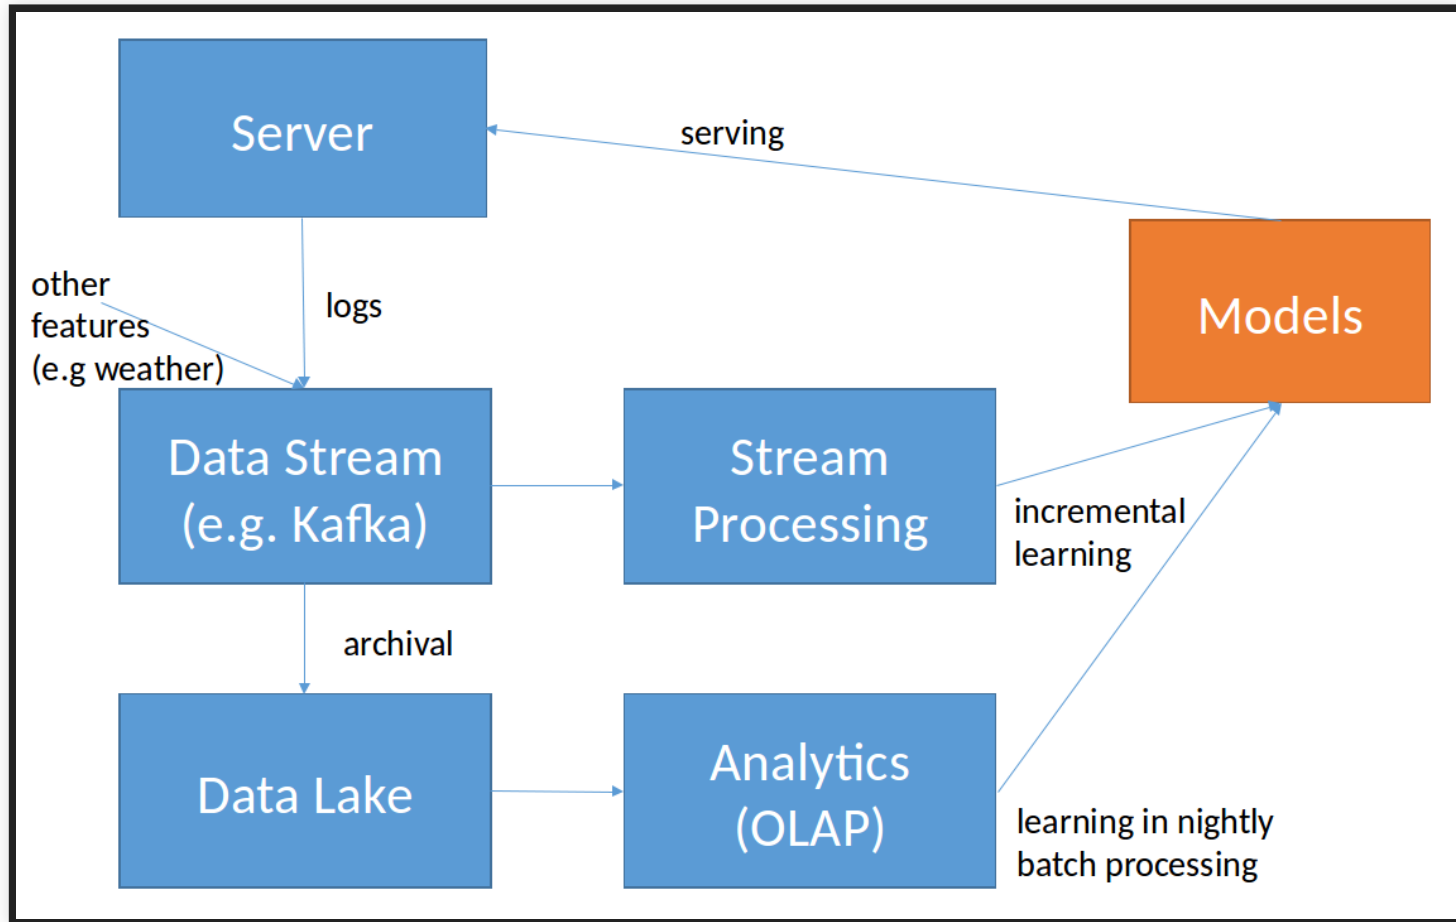 Server
serving
other
features
(e.g weather)
logs
Models
Data Stream
(e.g. Kafka)
Stream
Processing
incremental
learning
archival
Data Lake
Analytics
(OLAP)
learning in nightly
batch processing